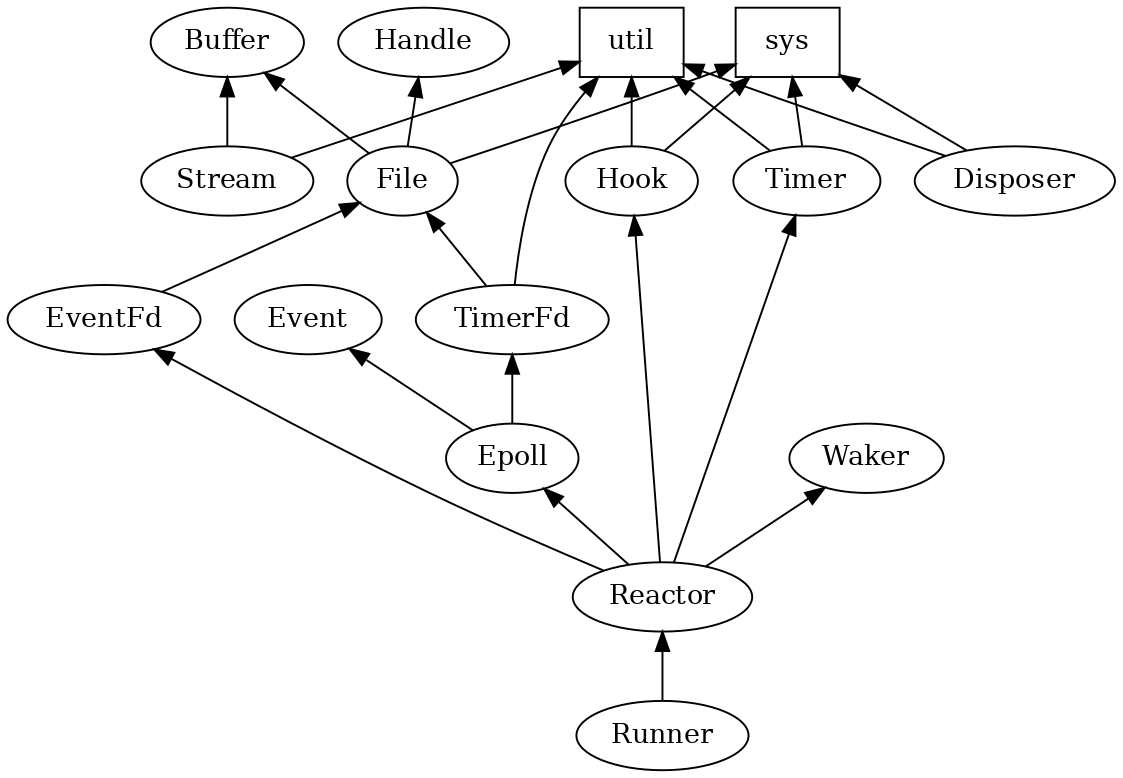 Buffer
Handle
util
sys
Stream
File
Hook
Timer
Disposer
EventFd
Event
TimerFd
Epoll
Waker
Reactor
Runner